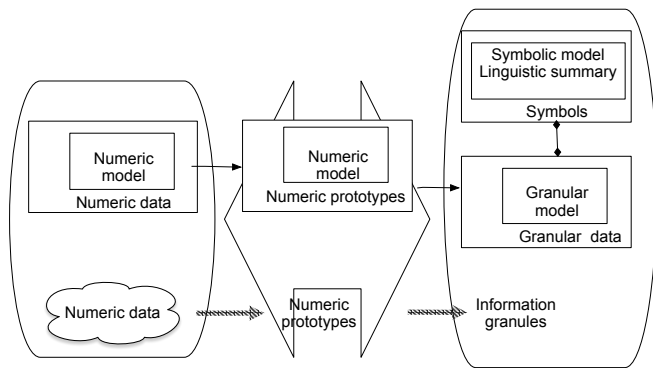 Symbolic model
Linguistic summary
Symbols
Numeric
model
Numeric data
Numeric
model
Numeric prototypes
Granular
model
Granular data
Numeric data
Numeric
prototypes
Information
granules